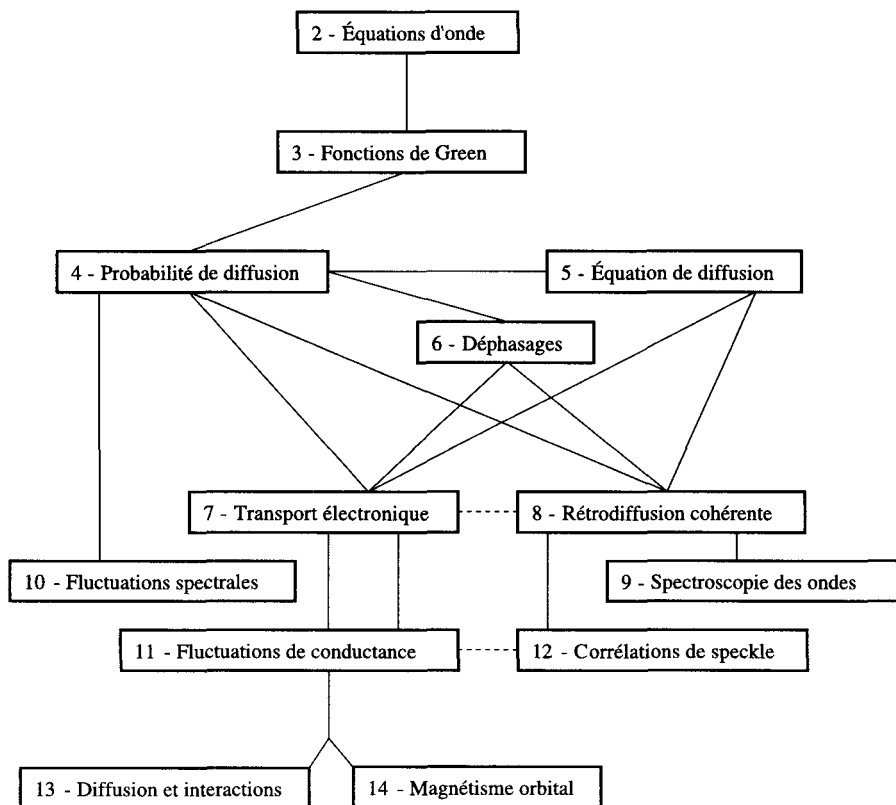 2 - Équations d'onde
3 - Fonctions de Green
4 - Probabilité de diffusion
5 - Équation de diffusion
6 - Déphasages
7 - Transport électronique
8 - Rétrodiffusion cohérente
10 - Fluctuations spectrales
9 - Spectroscopie des ondes
11 - Fluctuations de conductance
12 - Corrélations de speckle
13 - Diffusion et interactions
14 - Magnétisme orbital